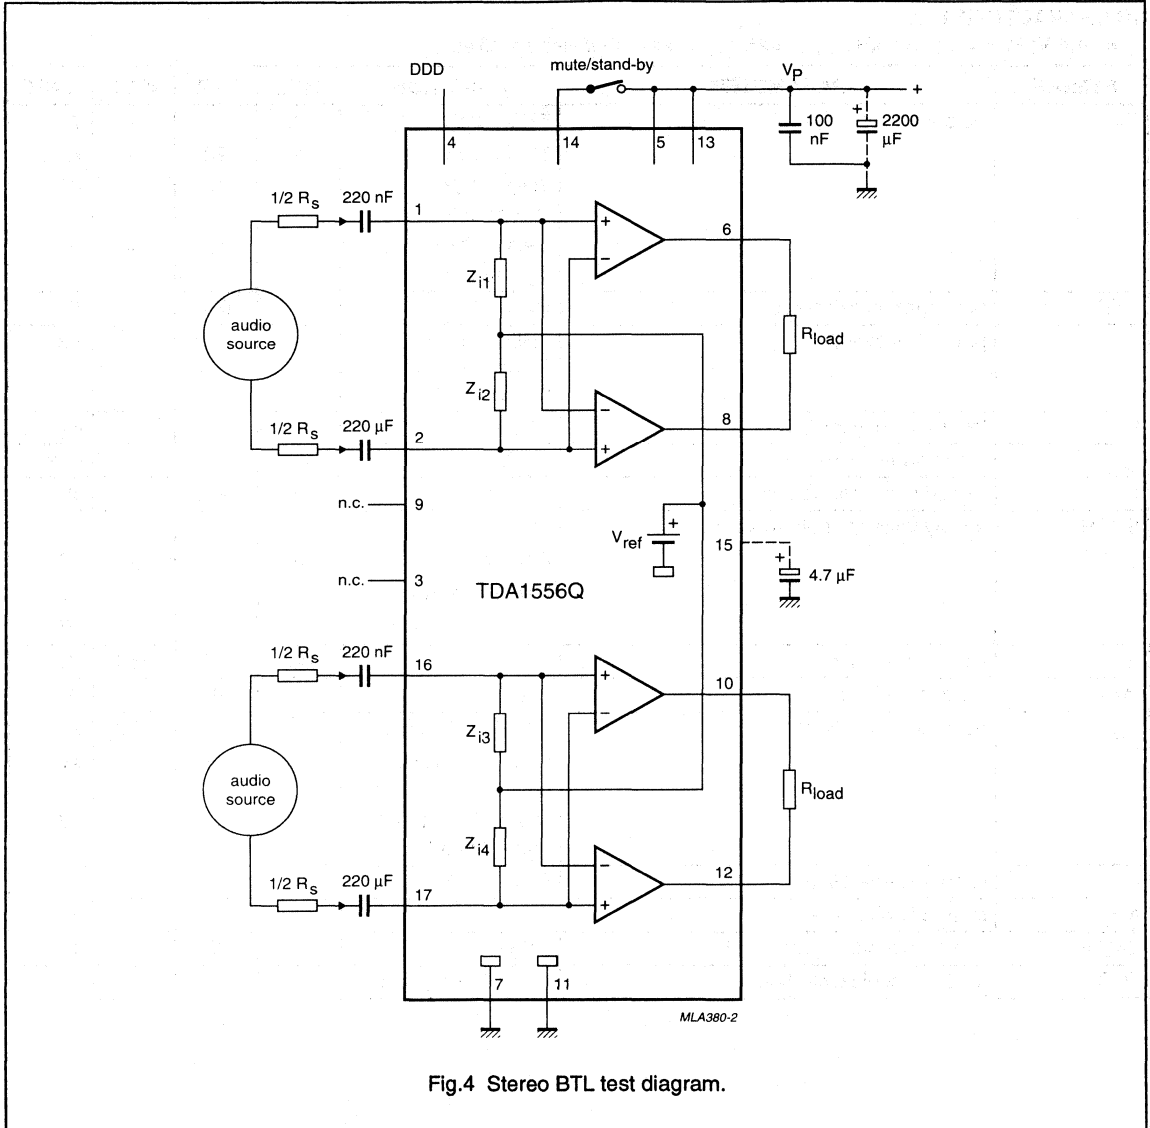 DDD
mute/stand-by
VP
+
4
14
5
13
100 nF
+
2200 µF
1/2 Rs
220 nF
1
+
−
6
Zi1
audio source
Rload
Zi2
1/2 Rs
220 µF
2
−
+
8
n.c.
9
Vref
+
15
+
4.7 µF
n.c.
3
TDA1556Q
1/2 Rs
220 nF
16
+
−
10
Zi3
audio source
Rload
Zi4
1/2 Rs
220 µF
17
−
+
12
7
11
MLA380-2
Fig.4 Stereo BTL test diagram.